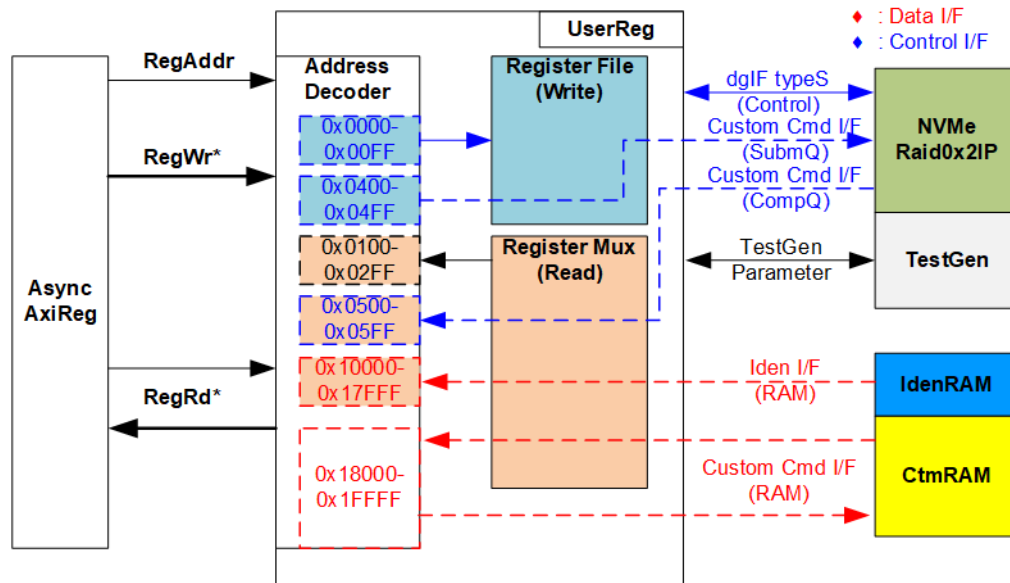 UserReg
♦ : Data I/F
♦ : Control I/F
Async
AxiReg
RegAddr
RegWr*
RegRd*
Address
Decoder
0x0000-
0x00FF
0x0400-
0x04FF
0x0100-
0x02FF
0x0500-
0x05FF
0x10000-
0x17FFF
0x18000-
0x1FFFF
Register File
(Write)
Register Mux
(Read)
dgIF typeS
(Control)
Custom Cmd I/F
(SubmQ)
Custom Cmd I/F
(CompQ)
TestGen
Parameter
Iden I/F
(RAM)
Custom Cmd I/F
(RAM)
NVMe
Raid0x2IP
TestGen
IdenRAM
CtmRAM